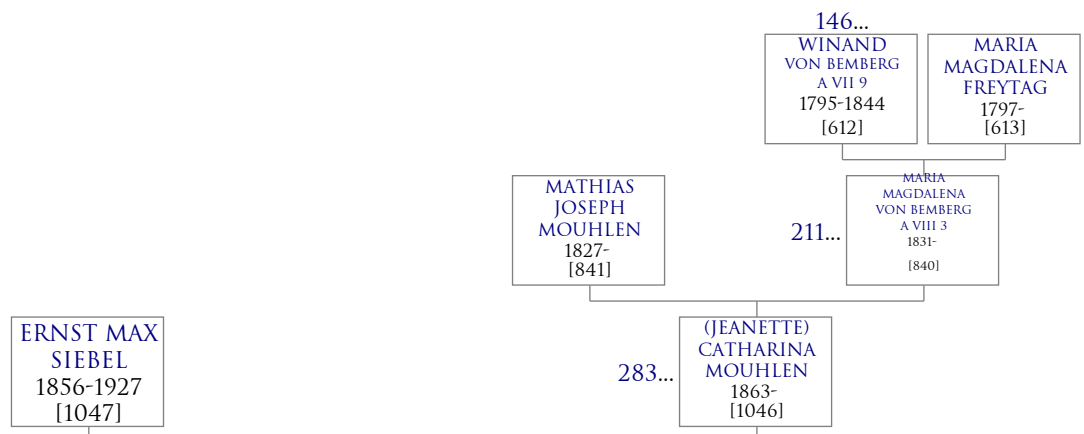 146...
WINAND
VON BEMBERG
A VII 9
1795-1844
[612]
MARIA
MAGDALENA
FREYTAG
1797-
[613]
MATHIAS
JOSEPH
MOUHLEN
1827-
[841]
211...
MARIA
MAGDALENA
VON BEMBERG
A VIII 3
1831-
[840]
ERNST MAX
SIEBEL
1856-1927
[1047]
283...
(JEANETTE)
CATHARINA
MOUHLEN
1863-
[1046]